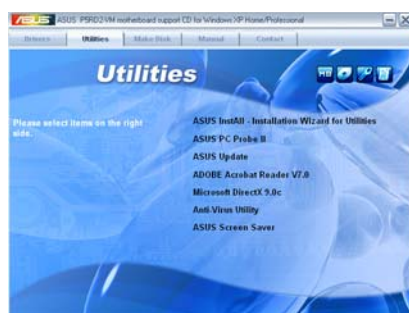 ASUS ASUS P5RD2-VM motherboard support CD for Windows XP Home/Professional
Drivers Utilities Make Disk Manual Contact
Utilities
Please select items on the right
side.
ASUS InstAll - Installation Wizard for Utilities
ASUS PC Probe II
ASUS Update
ADOBE Acrobat Reader V7.0
Microsoft DirectX 9.0c
Anti-Virus Utility
ASUS Screen Saver